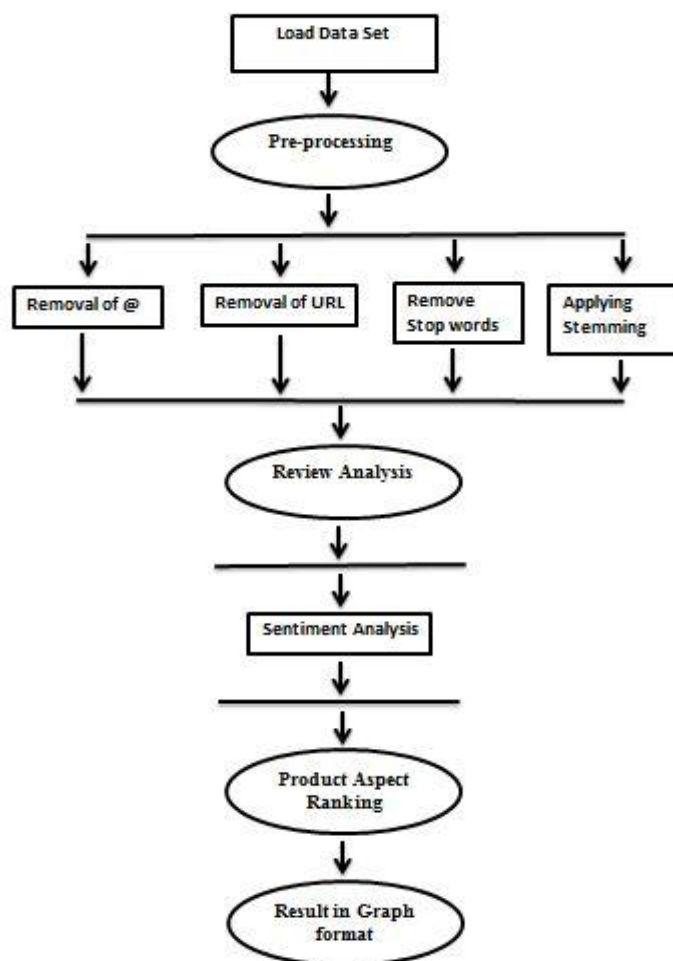 Load Data Set
Pre-processing
Removal of @
Removal of URL
Remove
Stop words
Applying
Stemming
Review Analysis
Sentiment Analysis
Product Aspect
Ranking
Result in Graph
format